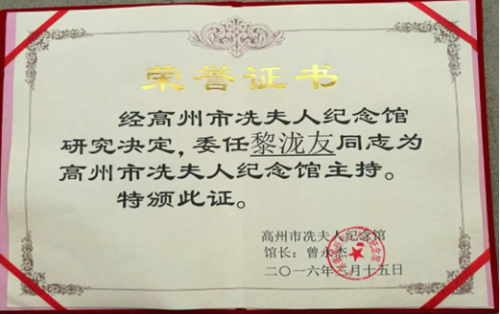 荣誉证书
经高州市冼夫人纪念馆
研究决定，委任黎泷友同志为
高州市冼夫人纪念馆主持。
特颁此证。
高州市冼夫人纪念馆
馆长：曾永杰
二〇一六年 月十五日